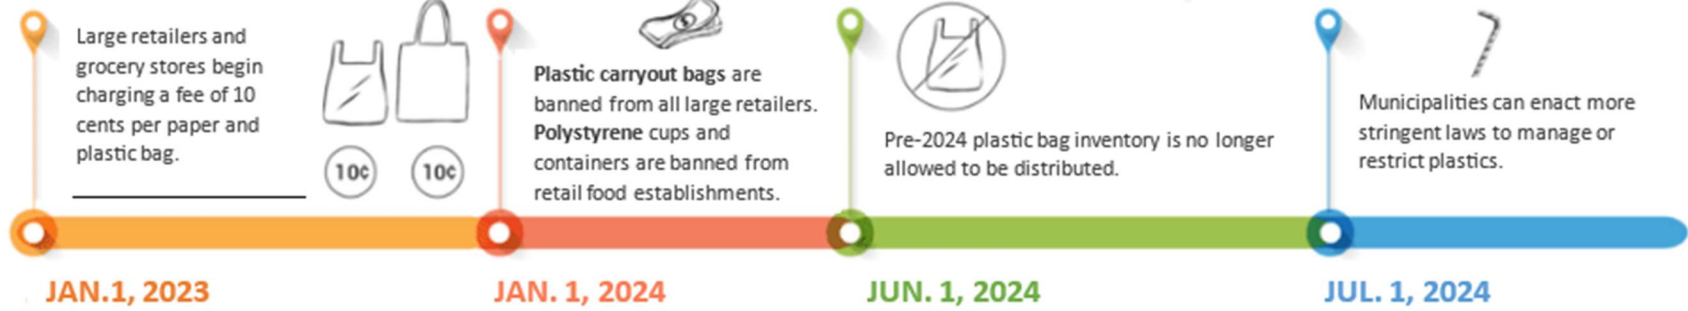 Large retailers and
grocery stores begin
charging a fee of 10
cents per paper and
plastic bag.
10¢
10¢
Plastic carryout bags are
banned from all large retailers.
Polystyrene cups and
containers are banned from
retail food establishments.
Pre-2024 plastic bag inventory is no longer
allowed to be distributed.
Municipalities can enact more
stringent laws to manage or
restrict plastics.
JAN.1, 2023
JAN. 1, 2024
JUN. 1, 2024
JUL. 1, 2024